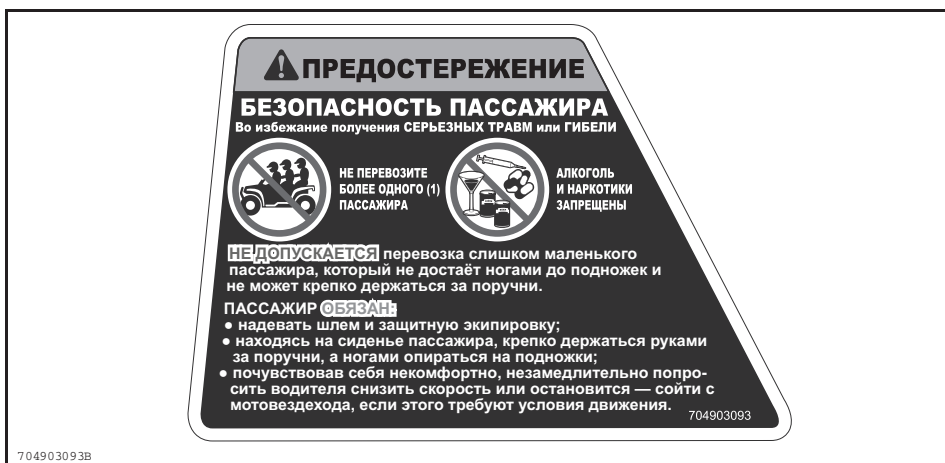 ПРЕДОСТЕРЕЖЕНИЕ
БЕЗОПАСНОСТЬ ПАССАЖИРА
Во избежание получения СЕРЬЕЗНЫХ ТРАВМ или ГИБЕЛИ
НЕ ПЕРЕВОЗИТЕ
БОЛЕЕ ОДНОГО (1)
ПАССАЖИРА
АЛКОГОЛЬ
И НАРКОТИКИ
ЗАПРЕЩЕНЫ
НЕ ДОПУСКАЕТСЯ перевозка слишком маленького
пассажира, который не достаёт ногами до подножек и
не может крепко держаться за поручни.
ПАССАЖИР ОБЯЗАН:
● надевать шлем и защитную экипировку;
● находясь на сиденье пассажира, крепко держаться руками
за поручни, а ногами опираться на подножки;
● почувствовав себя некомфортно, незамедлительно попро-
сить водителя снизить скорость или остановится — сойти с
мотовездехода, если этого требуют условия движения.
704903093
704903093B